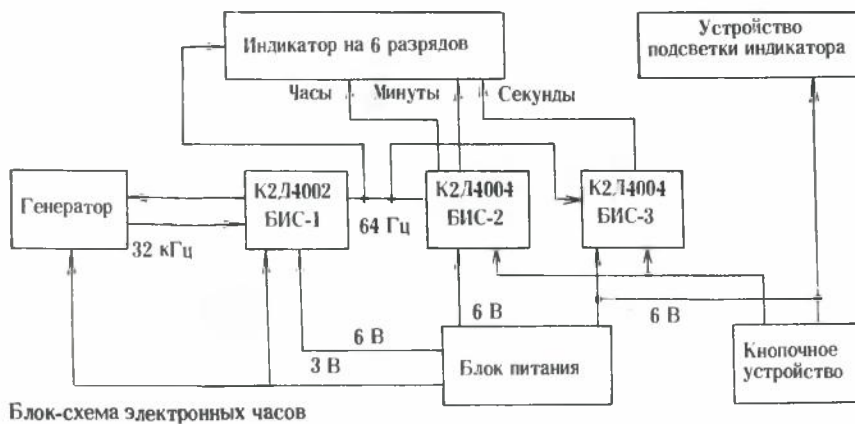 Индикатор на 6 разрядов
Устройство
подсветки индикатора
Часы
Минуты
Секунды
Генератор
32 кГц
К2Л4002
БИС-1
64 Гц
К2Л4004
БИС-2
К2Л4004
БИС-3
6 В
3 В
6 В
6 В
Блок питания
Кнопочное
устройство
Блок-схема электронных часов